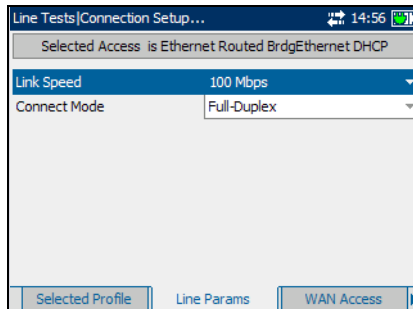 Line Tests|Connection Setup... 14:56
Selected Access is Ethernet Routed BrdgEthernet DHCP
Link Speed 100 Mbps
Connect Mode Full-Duplex
Selected Profile Line Params WAN Access